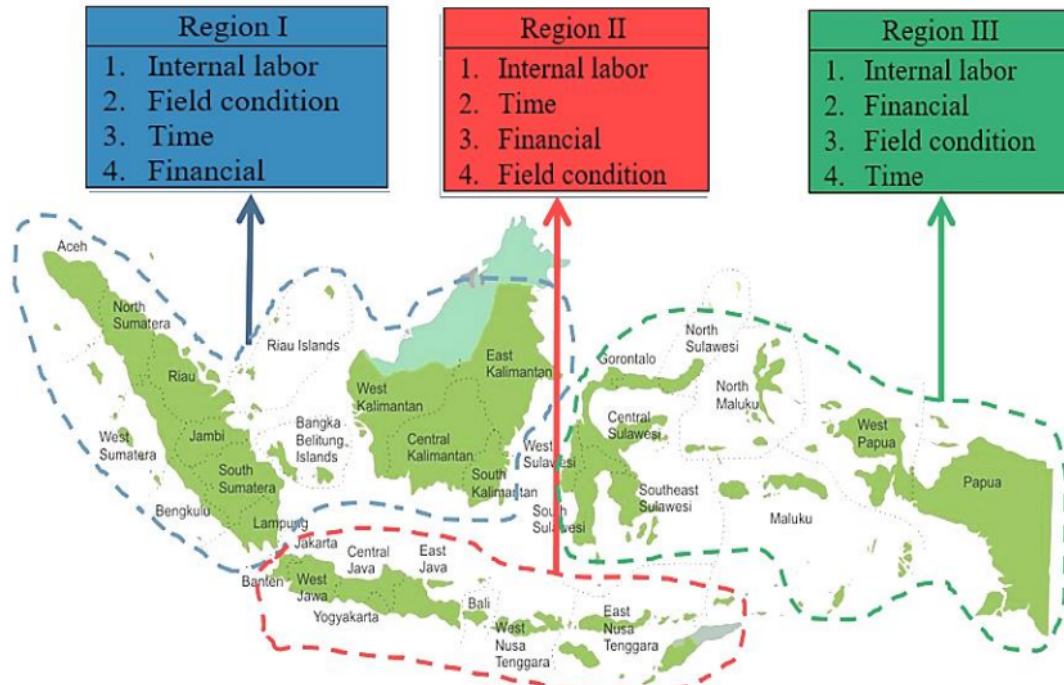 Region I
1. Internal labor
2. Field condition
3. Time
4. Financial
Region II
1. Internal labor
2. Time
3. Financial
4. Field condition
Region III
1. Internal labor
2. Financial
3. Field condition
4. Time
Aceh
North
Sumatera
Riau
Riau Islands
West
Sumatera
Jambi
Bangka
Belitung
Islands
South
Sumatera
Bengkulu
Lampung
West
Kalimantan
East
Kalimantan
Central
Kalimantan
South
Kalimantan
Gorontalo
North
Sulawesi
North
Maluku
Central
Sulawesi
West
Sulawesi
Southeast
Sulawesi
South
Sulawesi
West
Papua
Papua
Maluku
Jakarta
Banten
West
Jawa
Central
Java
East
Java
Yogyakarta
Bali
West
Nusa
Tenggara
East
Nusa
Tenggara